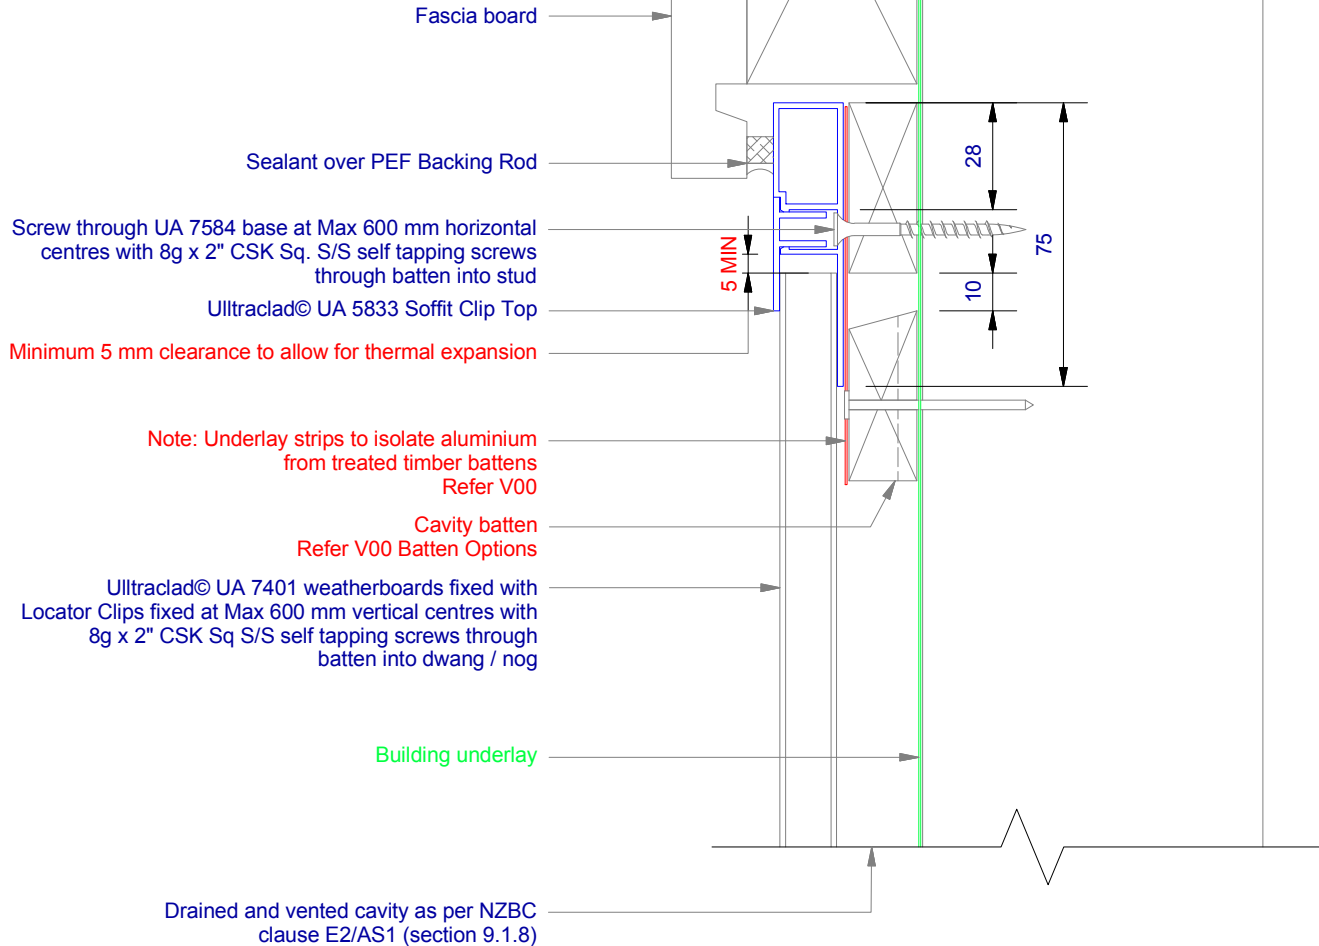 Fascia board
Sealant over PEF Backing Rod
Screw through UA 7584 base at Max 600 mm horizontal
centres with 8g x 2" CSK Sq. S/S self tapping screws
through batten into stud
Ulltraclad© UA 5833 Soffit Clip Top
Minimum 5 mm clearance to allow for thermal expansion
Note: Underlay strips to isolate aluminium
from treated timber battens
Refer V00
Cavity batten
Refer V00 Batten Options
Ulltraclad© UA 7401 weatherboards fixed with
Locator Clips fixed at Max 600 mm vertical centres with
8g x 2" CSK Sq S/S self tapping screws through
batten into dwang / nog
Building underlay
Drained and vented cavity as per NZBC
clause E2/AS1 (section 9.1.8)
5 MIN
28
75
10